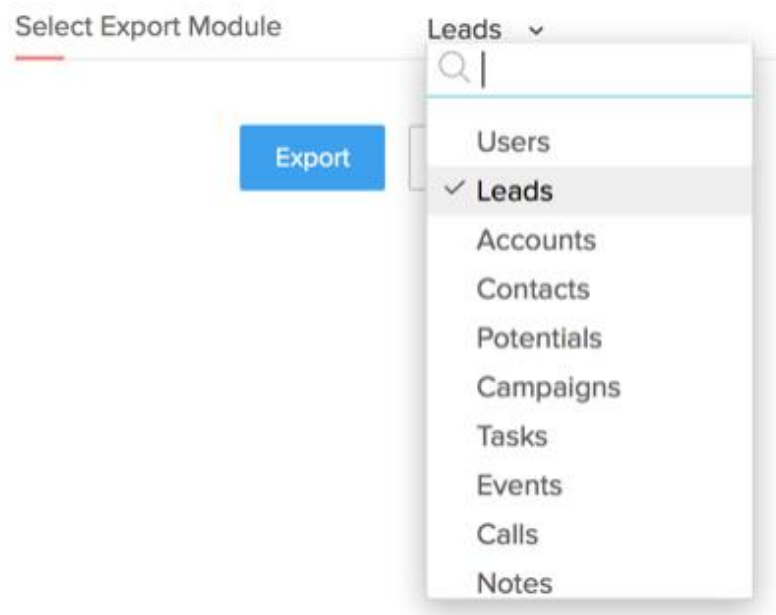 Select Export Module
Leads
Users
Export
Leads
Accounts
Contacts
Potentials
Campaigns
Tasks
Events
Calls
Notes